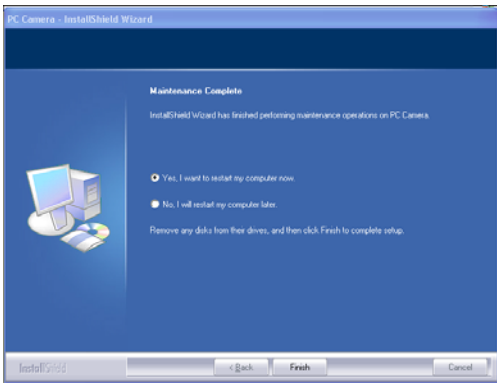 PC Camera - InstallShield Wizard
Maintenance Complete
InstallShield Wizard has finished performing maintenance operations on PC Camera.
Yes, I want to restart my computer now.
No, I will restart my computer later.
Remove any disks from their drives, and then click Finish to complete setup.
InstallShield
< Back
Finish
Cancel